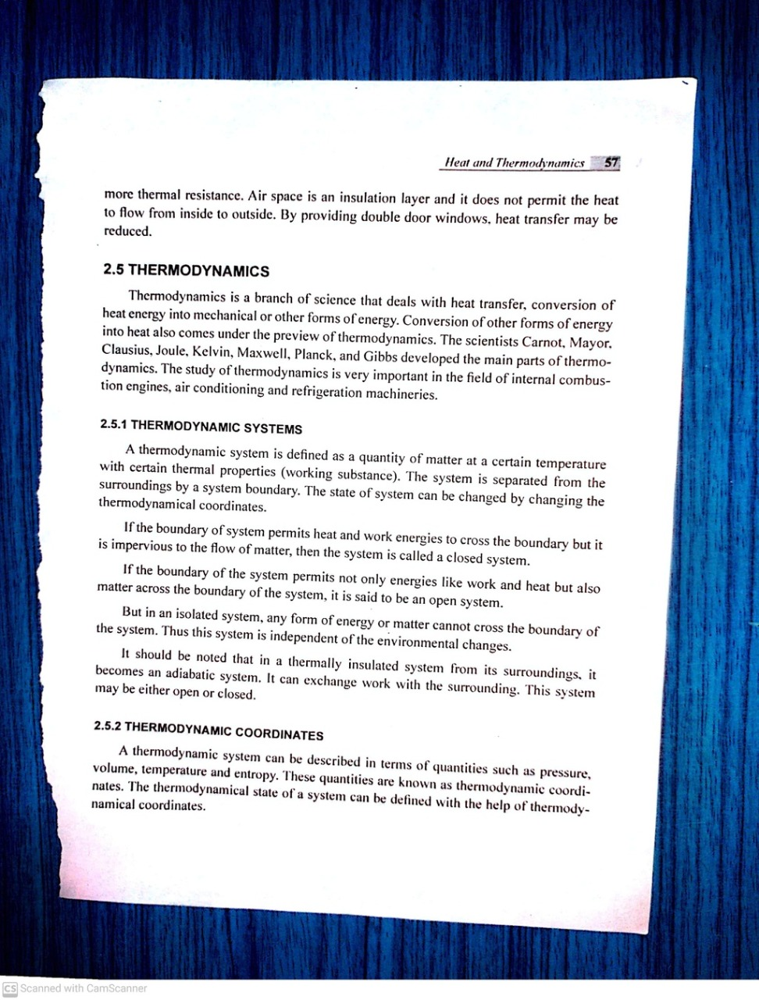 Heat and Thermodynamics 57
more thermal resistance. Air space is an insulation layer and it does not permit the heat
to flow from inside to outside. By providing double door windows, heat transfer may be
reduced.
2.5 THERMODYNAMICS
Thermodynamics is a branch of science that deals with heat transfer, conversion of
heat energy into mechanical or other forms of energy. Conversion of other forms of energy
into heat also comes under the preview of thermodynamics. The scientists Carnot, Mayor,
Clausius, Joule, Kelvin, Maxwell, Planck, and Gibbs developed the main parts of thermo-
dynamics. The study of thermodynamics is very important in the field of internal combus-
tion engines, air conditioning and refrigeration machineries.
2.5.1 THERMODYNAMIC SYSTEMS
A thermodynamic system is defined as a quantity of matter at a certain temperature
with certain thermal properties (working substance). The system is separated from the
surroundings by a system boundary. The state of system can be changed by changing the
thermodynamical coordinates.
If the boundary of system permits heat and work energies to cross the boundary but it
is impervious to the flow of matter, then the system is called a closed system.
If the boundary of the system permits not only energies like work and heat but also
matter across the boundary of the system, it is said to be an open system.
But in an isolated system, any form of energy or matter cannot cross the boundary of
the system. Thus this system is independent of the environmental changes.
It should be noted that in a thermally insulated system from its surroundings, it
becomes an adiabatic system. It can exchange work with the surrounding. This system
may be either open or closed.
2.5.2 THERMODYNAMIC COORDINATES
A thermodynamic system can be described in terms of quantities such as pressure,
volume, temperature and entropy. These quantities are known as thermodynamic coordi-
nates. The thermodynamical state of a system can be defined with the help of thermody-
namical coordinates.
CS Scanned with CamScanner